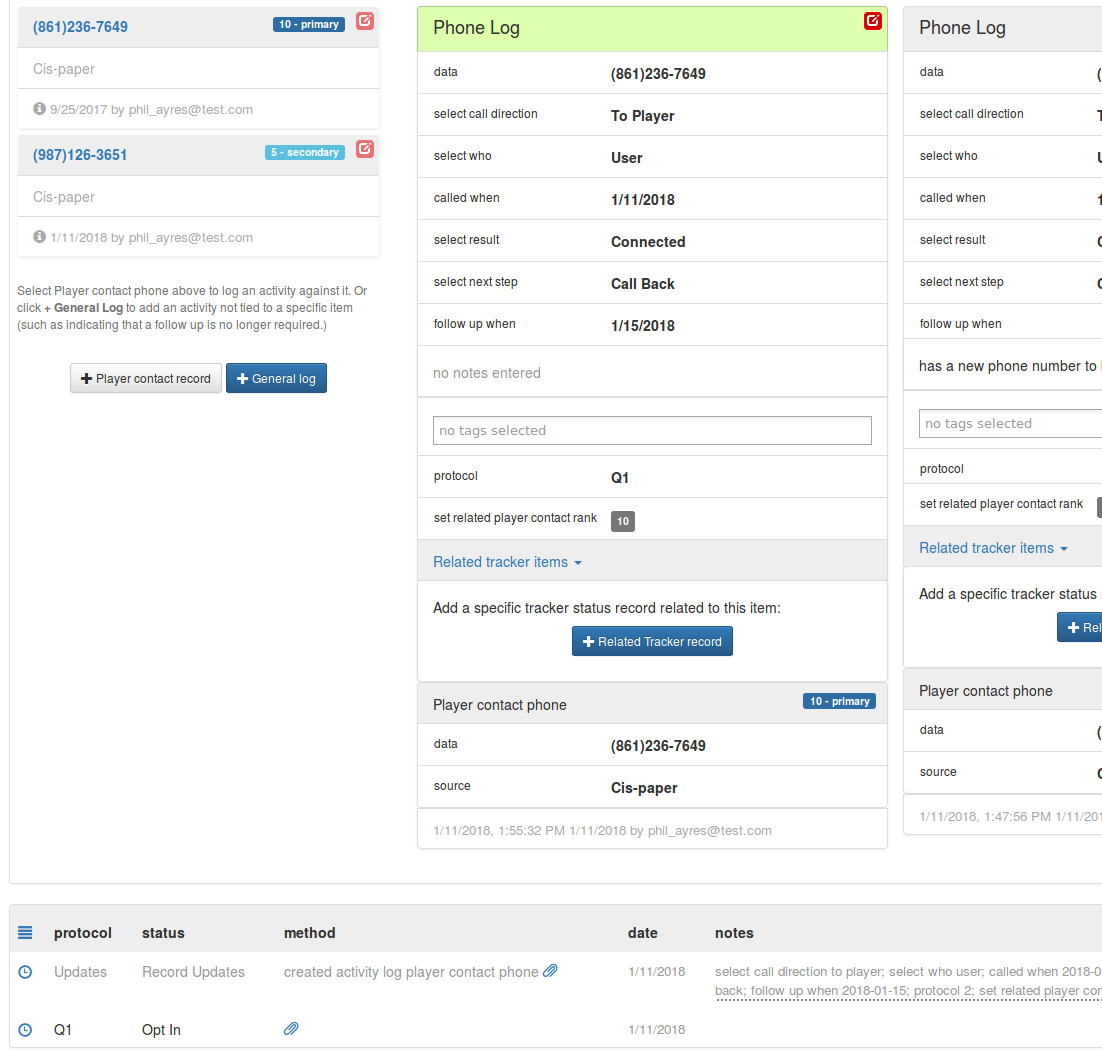 (861)236-7649 10 - primary
Cis-paper
9/25/2017 by phil_ayres@test.com
(987)126-3651 5 - secondary
Cis-paper
1/11/2018 by phil_ayres@test.com
Select Player contact phone above to log an activity against it. Or
click + General Log to add an activity not tied to a specific item
(such as indicating that a follow up is no longer required.)
Player contact record General log
Phone Log
data (861)236-7649
select call direction To Player
select who User
called when 1/11/2018
select result Connected
select next step Call Back
follow up when 1/15/2018
no notes entered
no tags selected
protocol Q1
set related player contact rank 10
Related tracker items
Add a specific tracker status record related to this item:
Related Tracker record
Player contact phone 10 - primary
data (861)236-7649
source Cis-paper
1/11/2018, 1:55:32 PM 1/11/2018 by phil_ayres@test.com
Phone Log
data (
select call direction
select who
called when
select result
select next step
follow up when
has a new phone number to
no tags selected
protocol
set related player contact rank
Related tracker items
Add a specific tracker status
Rel
Player contact phone
data (
source
1/11/2018, 1:47:56 PM 1/11/201
protocol status method date notes
Updates Record Updates created activity log player contact phone 1/11/2018 select call direction to player; select who user; called when 2018-0
back; follow up when 2018-01-15; protocol 2; set related player con
Q1 Opt In 1/11/2018